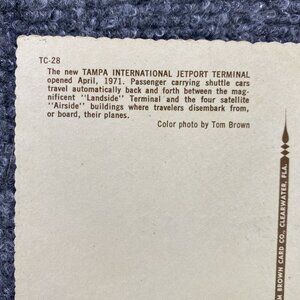 TC-28
The new TAMPA INTERNATIONAL JETPORT TERMINAL
opened April, 1971. Passenger carrying shuttle cars
travel automatically back and forth between the mag-
nificent "Landside" Terminal and the four satellite
"Airside" buildings where travelers disembark from,
or board, their planes.
Color photo by Tom Brown
M BROWN CARD CO., CLEARWATER, FLA.